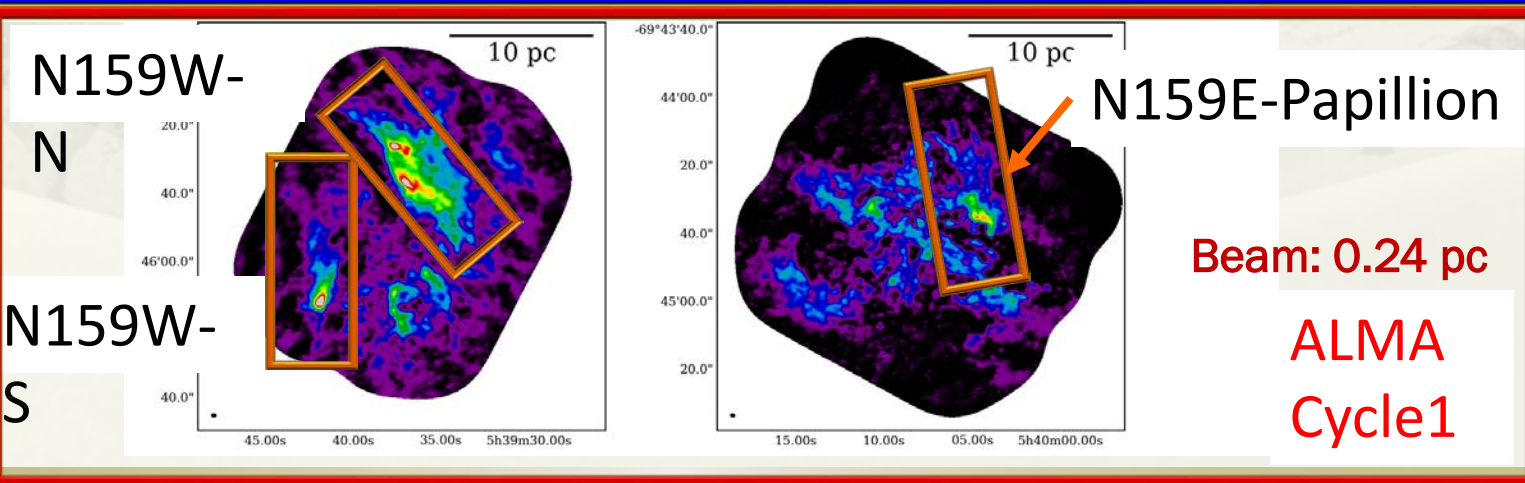 N159W-
N
N159W-
S
10 pc
20.0"
40.0"
46'00.0"
40.0"
45.00s 40.00s 35.00s 5h39m30.00s
-69°43'40.0"
10 pc
44'00.0"
20.0"
40.0"
45'00.0"
20.0"
15.00s 10.00s 05.00s 5h40m00.00s
N159E-Papillion
Beam: 0.24 pc
ALMA
Cycle1